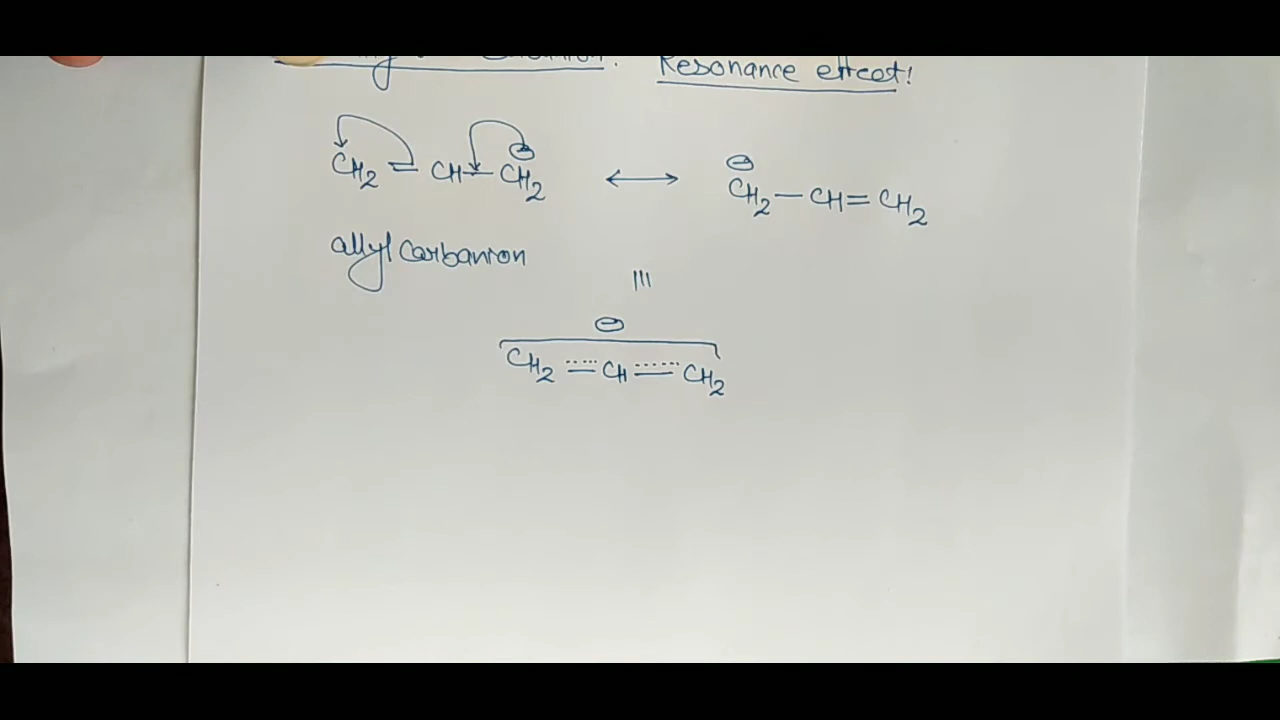 Resonance effect!
CH2 = CH - CH2 ⊖ ⟷ ⊖ CH2 - CH = CH2
allyl carbanion
|||
⊖
CH2 ⋯= CH ⋯= CH2